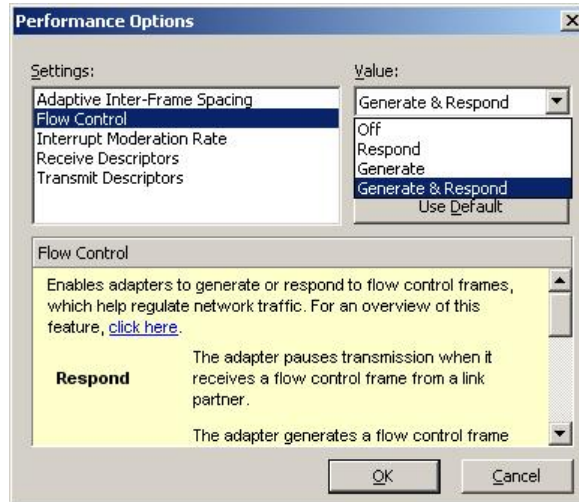 Performance Options
Settings:
Value:
Adaptive Inter-Frame Spacing
Flow Control
Interrupt Moderation Rate
Receive Descriptors
Transmit Descriptors
Generate & Respond
Off
Respond
Generate
Generate & Respond
Use Default
Flow Control
Enables adapters to generate or respond to flow control frames,
which help regulate network traffic. For an overview of this
feature, click here.
Respond
The adapter pauses transmission when it
receives a flow control frame from a link
partner.
The adapter generates a flow control frame
OK
Cancel